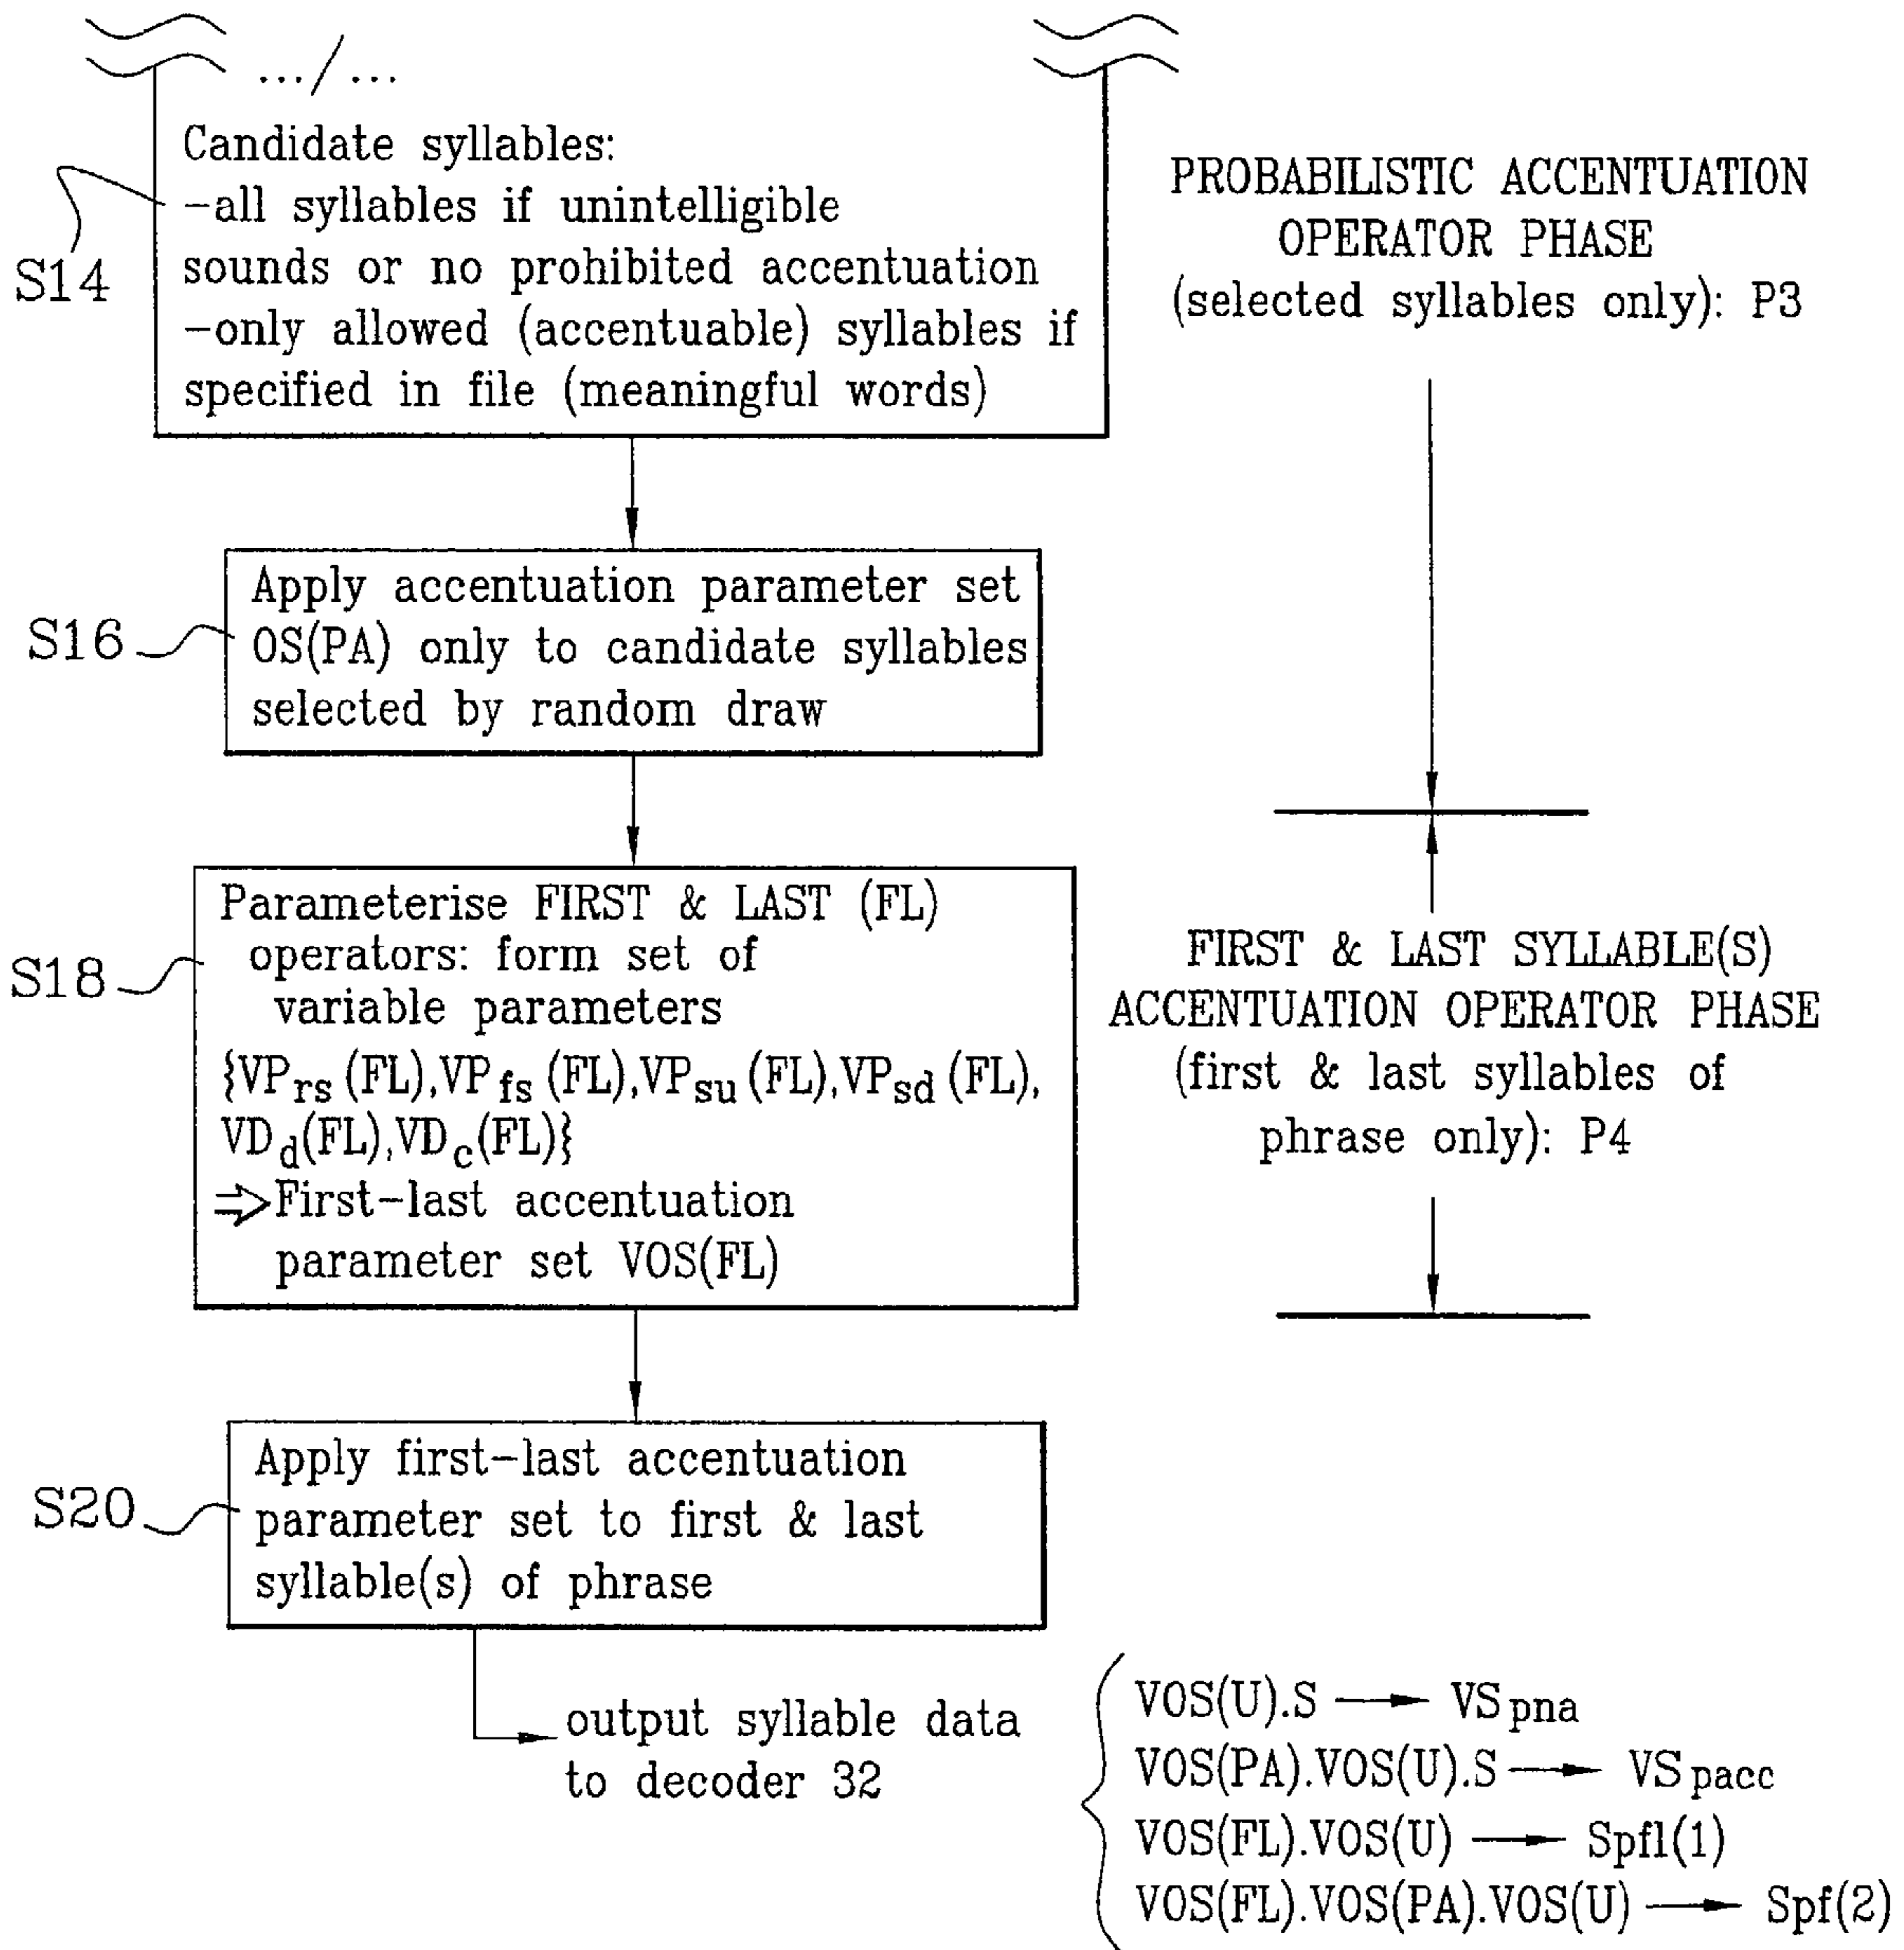 .../...
Candidate syllables:
-all syllables if unintelligible
sounds or no prohibited accentuation
-only allowed (accentuable) syllables if
specified in file (meaningful words)
S14
PROBABILISTIC ACCENTUATION
OPERATOR PHASE
(selected syllables only): P3
Apply accentuation parameter set
OS(PA) only to candidate syllables
selected by random draw
S16
Parameterise FIRST & LAST (FL)
operators: form set of
variable parameters
{VPrs (FL),VPfs (FL),VPsu (FL),VPsd (FL),
VDd(FL),VDc(FL)}
⇒First-last accentuation
parameter set VOS(FL)
S18
FIRST & LAST SYLLABLE(S)
ACCENTUATION OPERATOR PHASE
(first & last syllables of
phrase only): P4
Apply first-last accentuation
parameter set to first & last
syllable(s) of phrase
S20
output syllable data
to decoder 32
VOS(U).S → VSpna
VOS(PA).VOS(U).S → VSpacc
VOS(FL).VOS(U) → Spfl(1)
VOS(FL).VOS(PA).VOS(U) → Spf(2)